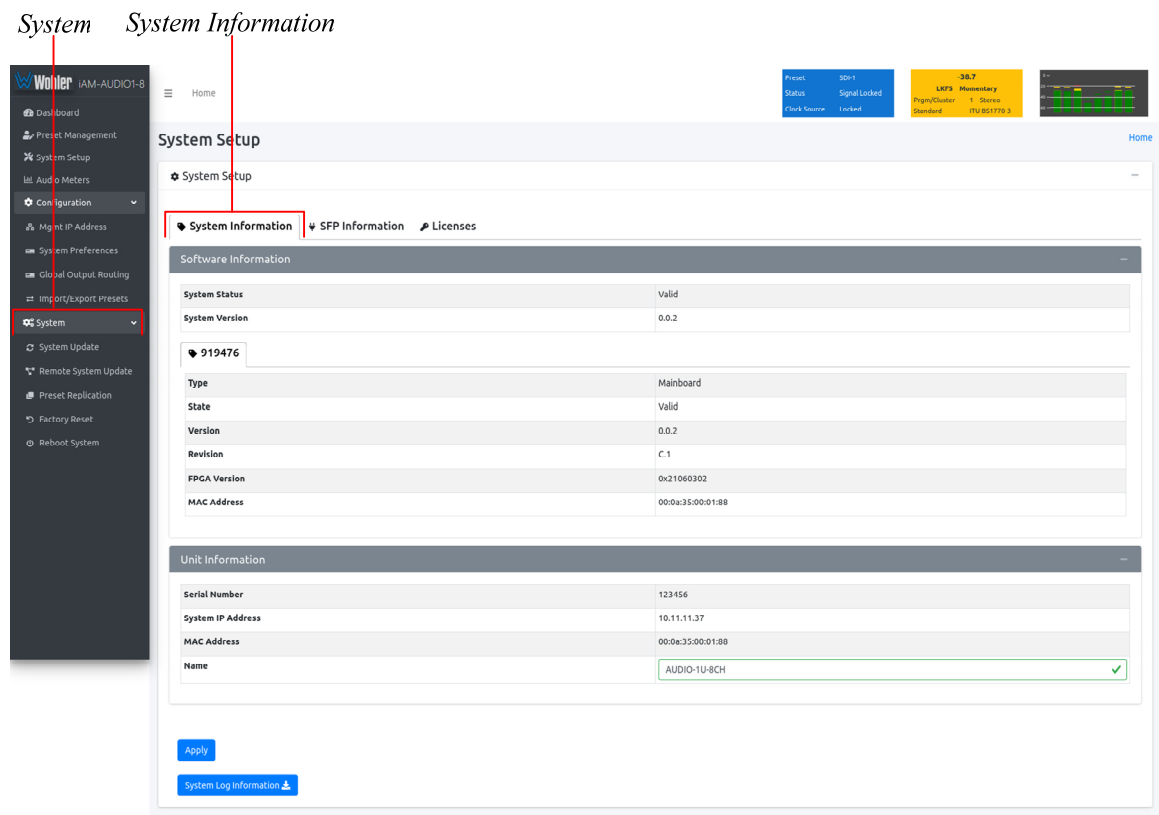 System System Information
Wohler iAM-AUDIO1-8
Home
Preset SDI-1
Status Signal Locked
Clock Source Locked
-38.7
LKFS Momentary
Prgm/Cluster 1 Stereo
Standard ITU BS1770 3
Dashboard
Preset Management
System Setup
Audio Meters
Configuration
Mgmt IP Address
System Preferences
Global Output Routing
Import/Export Presets
System
System Update
Remote System Update
Preset Replication
Factory Reset
Reboot System
System Setup
Home
System Setup
System Information SFP Information Licenses
Software Information
System Status Valid
System Version 0.0.2
919476
Type Mainboard
State Valid
Version 0.0.2
Revision C.1
FPGA Version 0x21060302
MAC Address 00:0a:35:00:01:88
Unit Information
Serial Number 123456
System IP Address 10.11.11.37
MAC Address 00:0a:35:00:01:88
Name AUDIO-1U-8CH
Apply
System Log Information